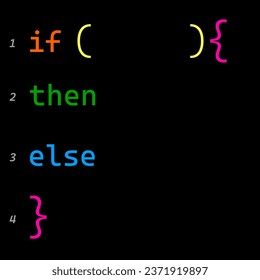 1 if ( ){
2 then
3 else
4 }
shutterstock.com · 2371919897